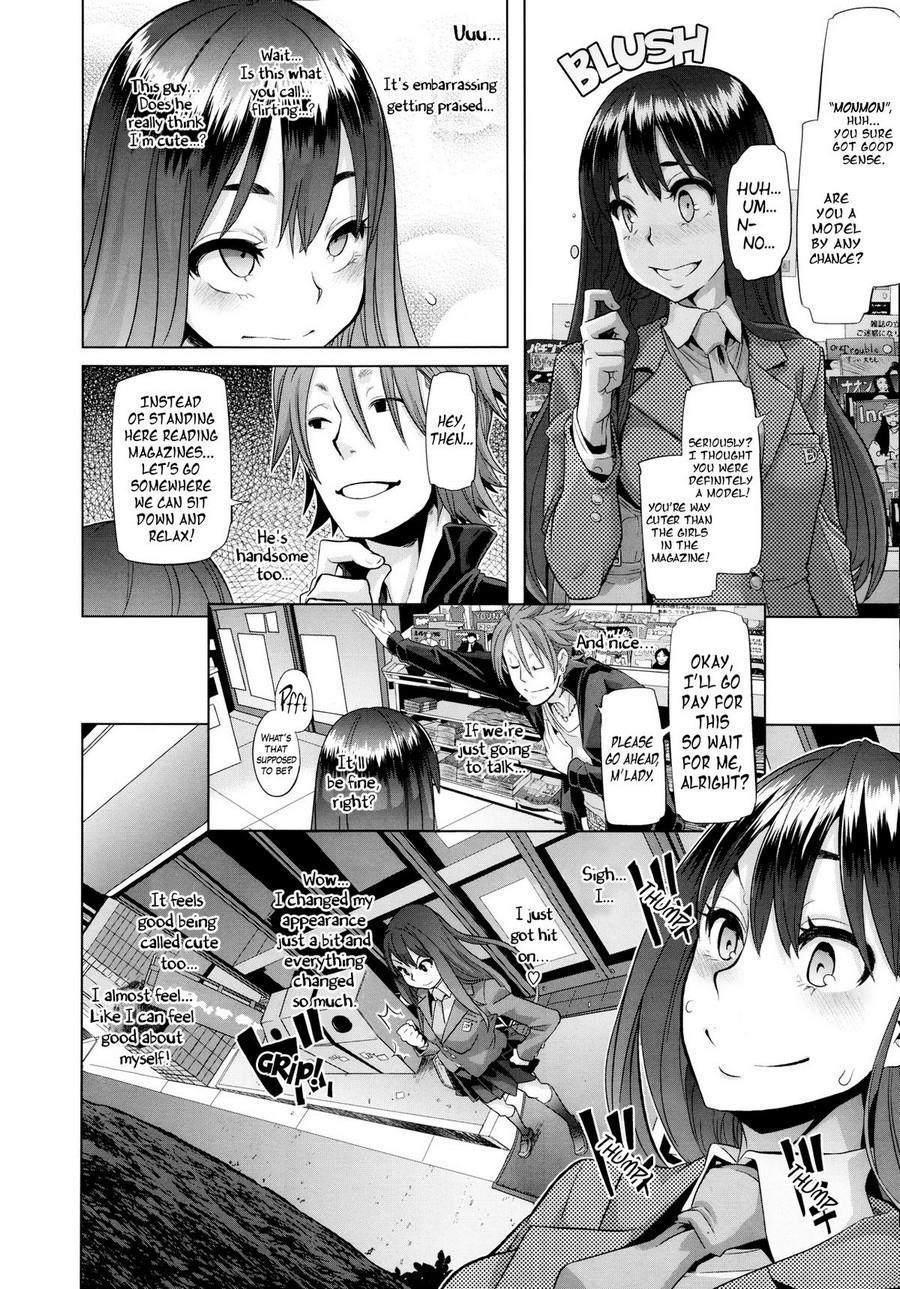 "MONMON",
HUH...
YOU SURE
GOT GOOD
SENSE.
ARE
YOU A
MODEL
BY ANY
CHANCE?
BLUSH
HUH...
UM...
N-
NO...
SERIOUSLY?
I THOUGHT
YOU WERE
DEFINITELY
A MODEL!
YOU'RE WAY
CUTER THAN
THE GIRLS
IN THE
MAGAZINE!
Trouble
ナオン
Uuu...
It's embarrassing
getting praised...
Wait...
Is this what
you call...
flirting...?
This guy...
Does he
really think
I'm cute...?
HEY,
THEN...
INSTEAD
OF STANDING
HERE READING
MAGAZINES...
LET'S GO
SOMEWHERE
WE CAN SIT
DOWN AND
RELAX!
He's
handsome
too...
OKAY,
I'LL GO
DAY FOR
THIS
SO WAIT
FOR ME,
ALRIGHT?
And nice...
PLEASE
GO AHEAD,
M'LADY.
If we're
just going
to talk...
Pfft
WHAT'S
THAT
SUPPOSED
TO BE?
It'll
be fine,
right?
Sigh...
I...
THUMP
I just
got hit
on...♡
Wow...
I changed my
appearance
just a bit and
everything
changed
so much.
GRIP!
It feels
good being
called cute
too...
I almost feel...
Like I can feel
good about
myself!
THUMP
THUMP